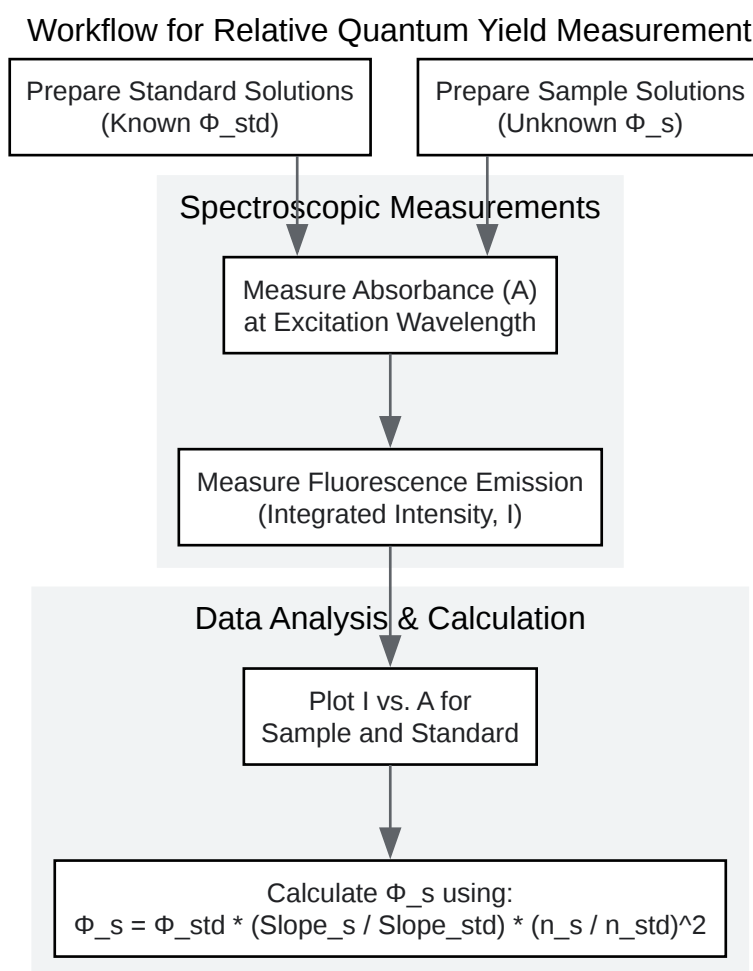 Workflow for Relative Quantum Yield Measurement
Prepare Standard Solutions
(Known Φ_std)
Prepare Sample Solutions
(Unknown Φ_s)
Spectroscopic Measurements
Measure Absorbance (A)
at Excitation Wavelength
Measure Fluorescence Emission
(Integrated Intensity, I)
Data Analysis & Calculation
Plot I vs. A for
Sample and Standard
Calculate Φ_s using:
Φ_s = Φ_std * (Slope_s / Slope_std) * (n_s / n_std)^2